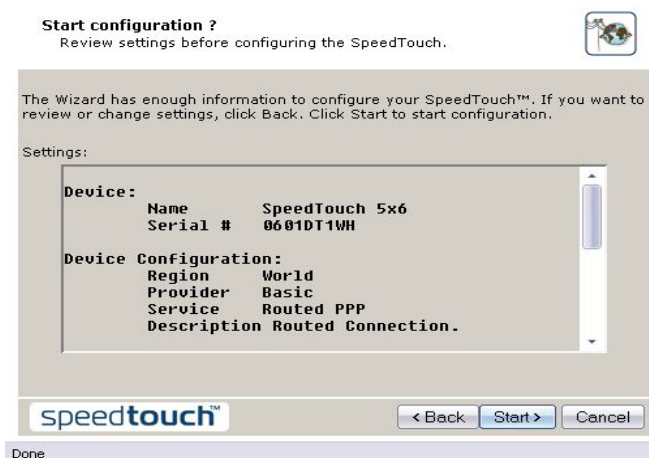 Start configuration ?
Review settings before configuring the SpeedTouch.
The Wizard has enough information to configure your SpeedTouch™. If you want to
review or change settings, click Back. Click Start to start configuration.
Settings:
Device:
Name SpeedTouch 5x6
Serial # 0601DT1WH
Device Configuration:
Region World
Provider Basic
Service Routed PPP
Description Routed Connection.
speedtouch™
< Back Start > Cancel
Done